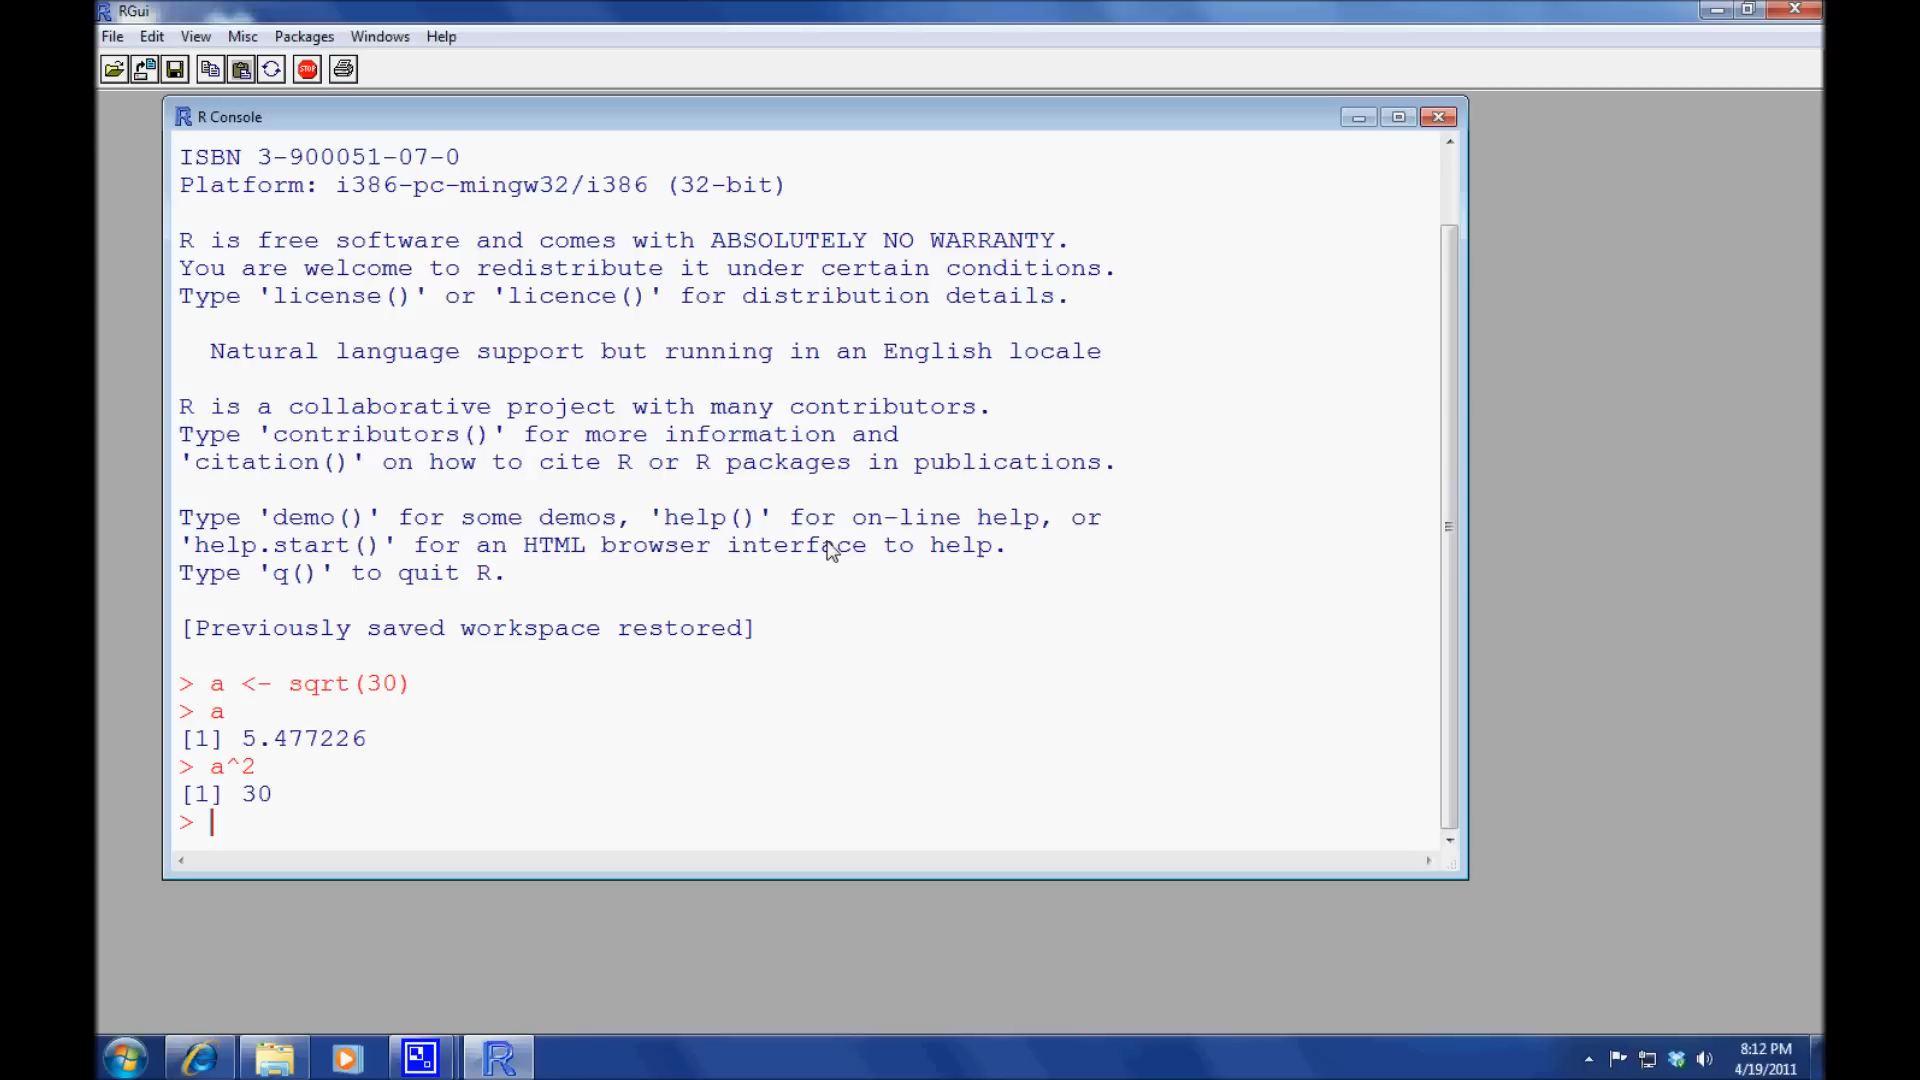 RGui
File Edit View Misc Packages Windows Help
STOP
R Console
ISBN 3-900051-07-0
Platform: i386-pc-mingw32/i386 (32-bit)
R is free software and comes with ABSOLUTELY NO WARRANTY.
You are welcome to redistribute it under certain conditions.
Type 'license()' or 'licence()' for distribution details.
Natural language support but running in an English locale
R is a collaborative project with many contributors.
Type 'contributors()' for more information and
'citation()' on how to cite R or R packages in publications.
Type 'demo()' for some demos, 'help()' for on-line help, or
'help.start()' for an HTML browser interface to help.
Type 'q()' to quit R.
[Previously saved workspace restored]
> a <- sqrt(30)
> a
[1] 5.477226
> a^2
[1] 30
>
8:12 PM
4/19/2011